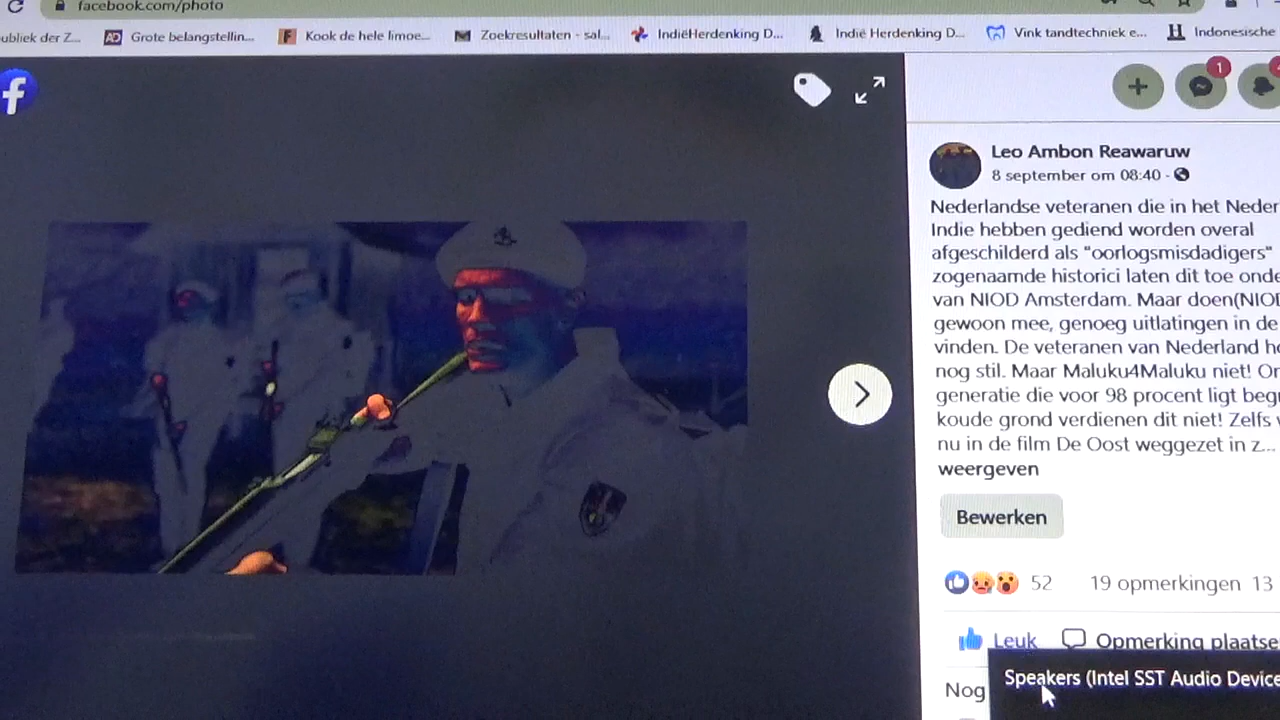 facebook.com/photo
ubliek der Z...
AD
Grote belangstellin...
F
Kook de hele limoe...
Zoekresultaten - sal...
IndiëHerdenking D...
Indië Herdenking D...
Vink tandtechniek e...
H
Indonesische
f
1
Leo Ambon Reawaruw
8 september om 08:40 ·
Nederlandse veteranen die in het Neder
Indie hebben gediend worden overal
afgeschilderd als "oorlogsmisdadigers"
zogenaamde historici laten dit toe onde
van NIOD Amsterdam. Maar doen(NIOD
gewoon mee, genoeg uitlatingen in de
vinden. De veteranen van Nederland ho
nog stil. Maar Maluku4Maluku niet! On
generatie die voor 98 procent ligt begr
koude grond verdienen dit niet! Zelfs v
nu in de film De Oost weggezet in z...
weergeven
Bewerken
52
19 opmerkingen 13
Leuk
Opmerking plaatse
Nog
Speakers (Intel SST Audio Device